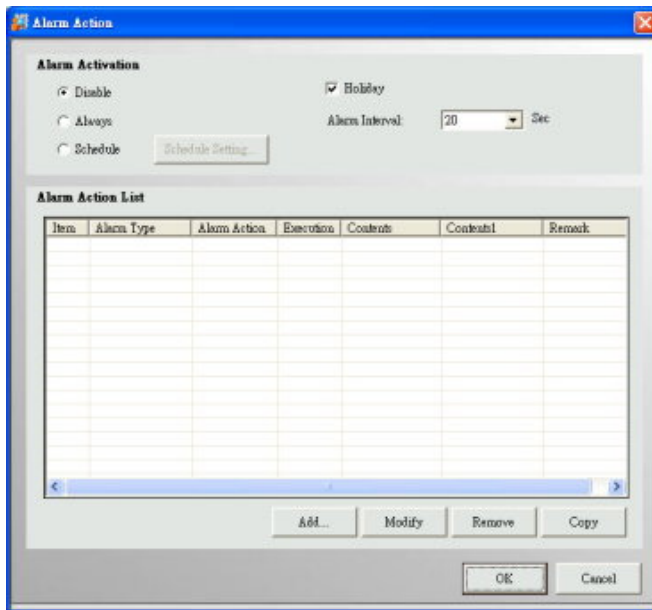 Alarm Action
Alarm Activation
Disable
Holiday
Always
Alarm Interval:
20
Sec
Schedule
Schedule Setting...
Alarm Action List
Item Alarm Type Alarm Action Execution Contents Contents1 Remark
Add... Modify Remove Copy
OK Cancel